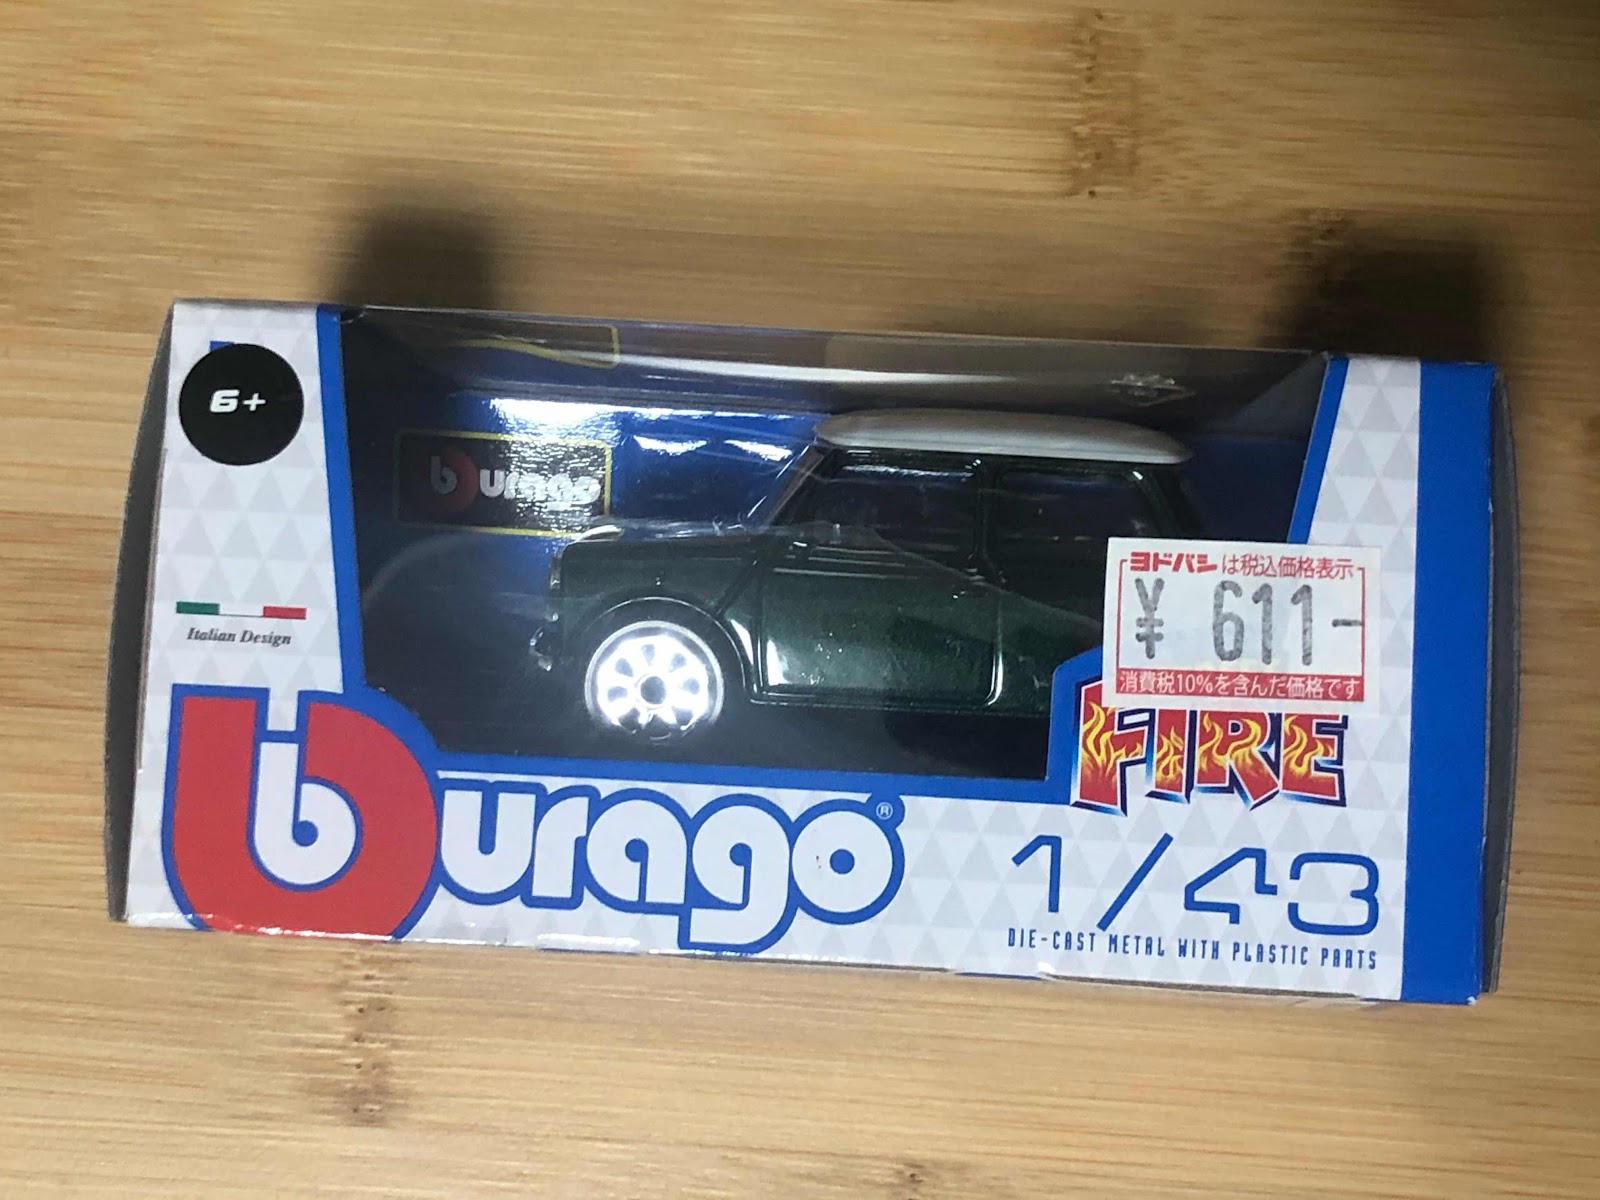 6+
burago
ヨドバシは税込価格表示
¥ 611-
消費税10%を含んだ価格です
Italian Design
FIRE
burago®
1/43
DIE-CAST METAL WITH PLASTIC PARTS